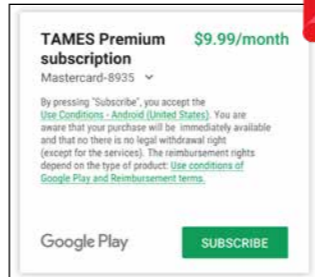 TAMES Premium $9.99/month
subscription
Mastercard-8935
By pressing "Subscribe", you accept the
Use Conditions - Android (United States). You are
aware that your purchase will be immediately available
and that no there is no legal withdrawal right
(except for the services). The reimbursement rights
depend on the type of product: Use conditions of
Google Play and Reimbursement terms.
Google Play SUBSCRIBE